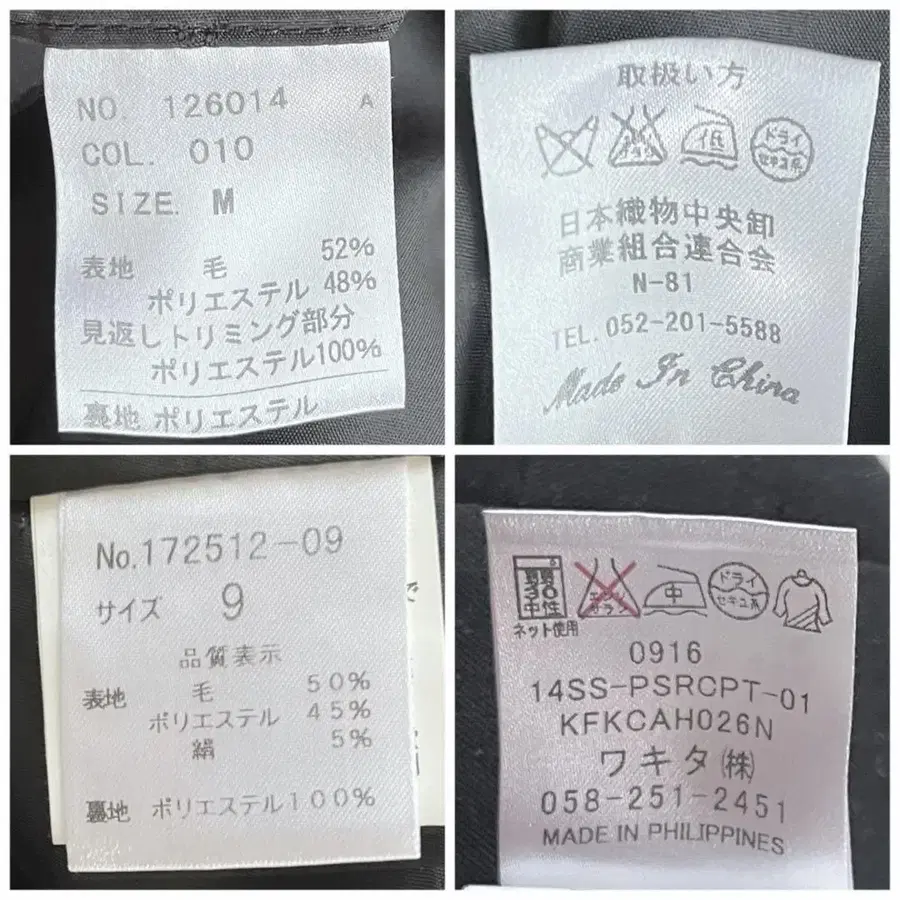 NO. 126014 A
COL. 010
SIZE. M
表地 毛 52%
ポリエステル 48%
見返しトリミング部分
ポリエステル100%
裏地 ポリエステル
取扱い方
低
ドライ
セキユ系
日本織物中央卸
商業組合連合会
N-81
TEL. 052-201-5588
Made In China
No.172512-09
サイズ 9
品質表示
表地 毛 50%
ポリエステル 45%
絹 5%
裏地 ポリエステル100%
弱
30
中性
エンソ
サラシ
中
ドライ
セキユ系
ネット使用
0916
14SS-PSRCPT-01
KFKCAH026N
ワキタ(株)
058-251-2451
MADE IN PHILIPPINES